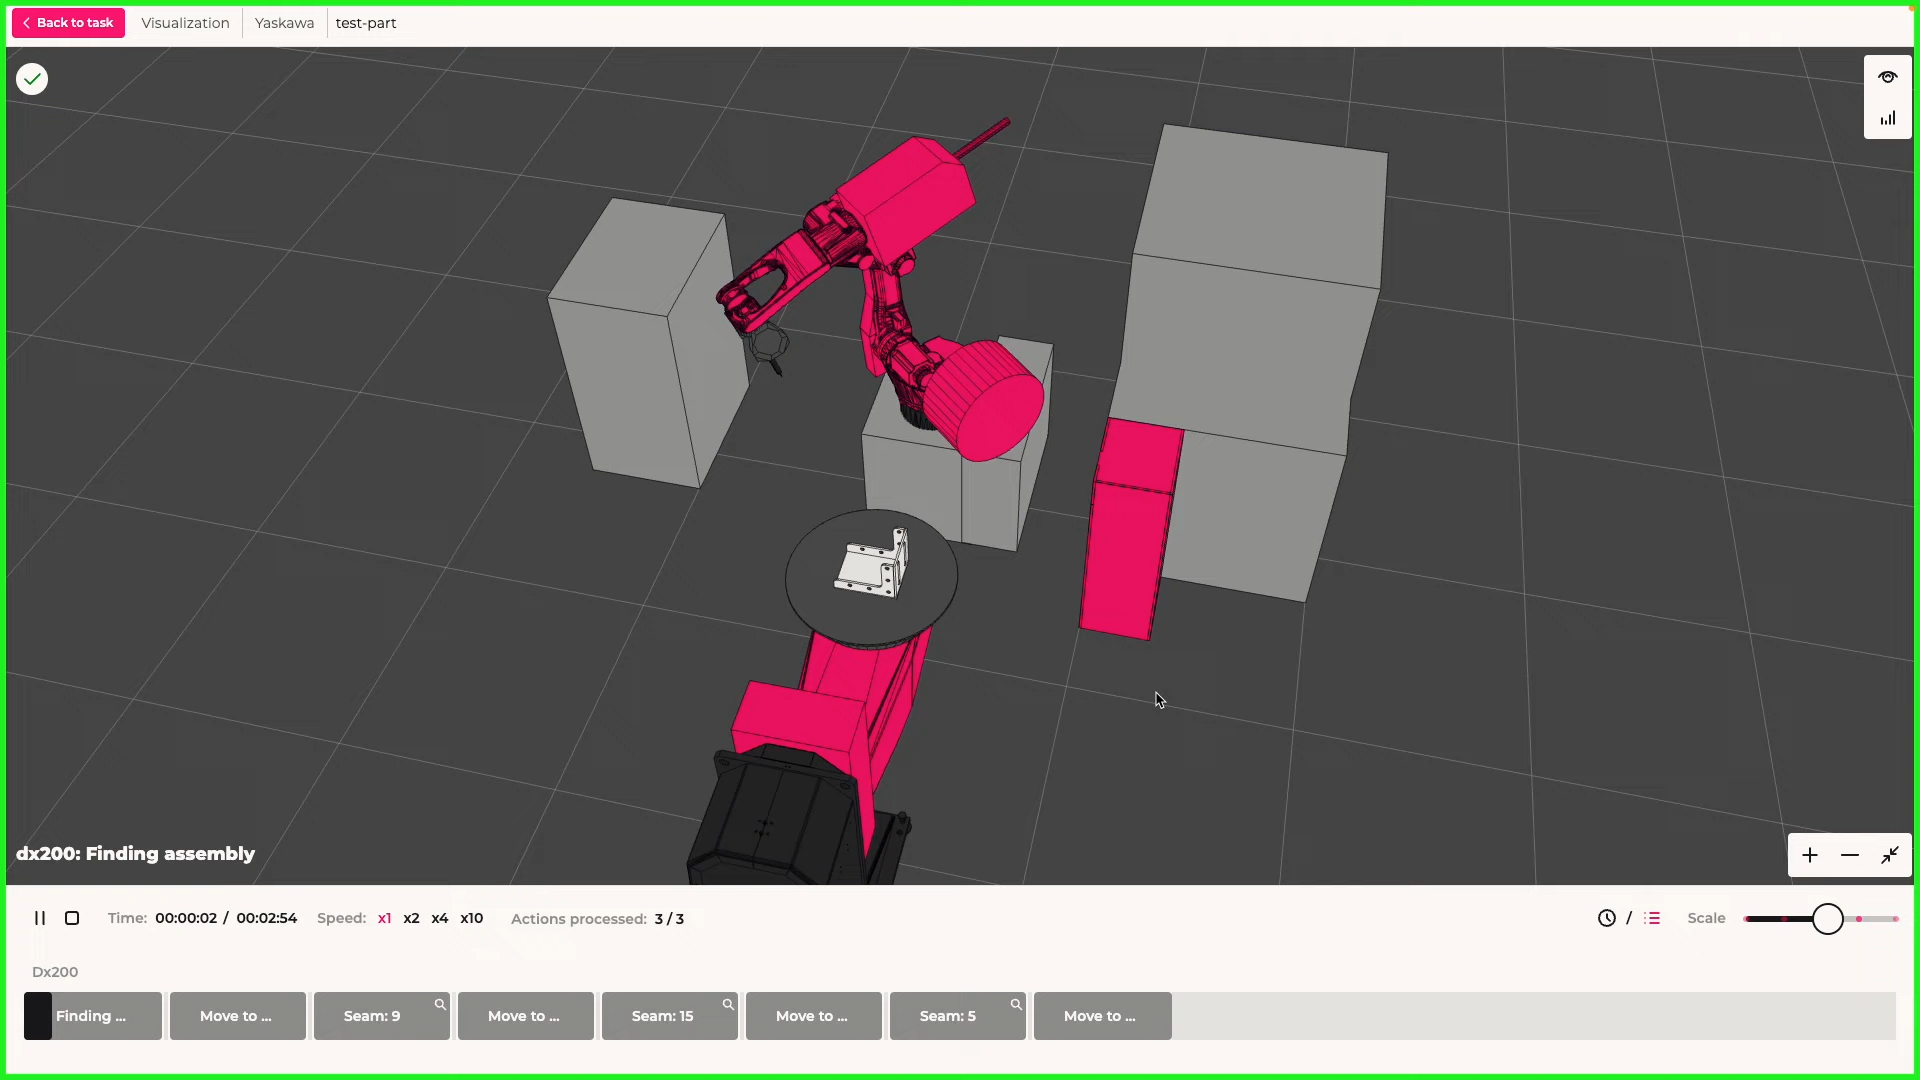 Back to task Visualization Yaskawa test-part
dx200: Finding assembly
Time: 00:00:02 / 00:02:54 Speed: x1 x2 x4 x10 Actions processed: 3 / 3 / Scale
Dx200
Finding ... Move to ... Seam: 9 Move to ... Seam: 15 Move to ... Seam: 5 Move to ...